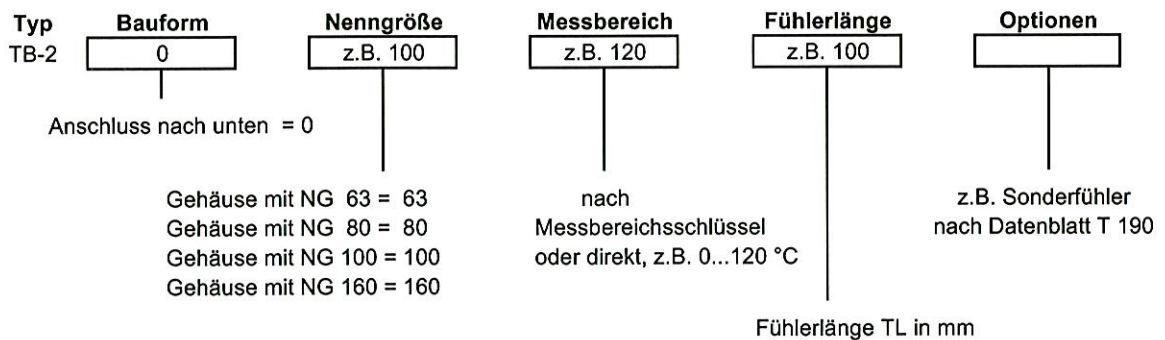 Typ Bauform Nenngröße Messbereich Fühlerlänge Optionen
TB-2 0 z.B. 100 z.B. 120 z.B. 100
Anschluss nach unten = 0
Gehäuse mit NG 63 = 63 nach z.B. Sonderfühler
Gehäuse mit NG 80 = 80 Messbereichsschlüssel nach Datenblatt T 190
Gehäuse mit NG 100 = 100 oder direkt, z.B. 0...120 °C
Gehäuse mit NG 160 = 160
Fühlerlänge TL in mm